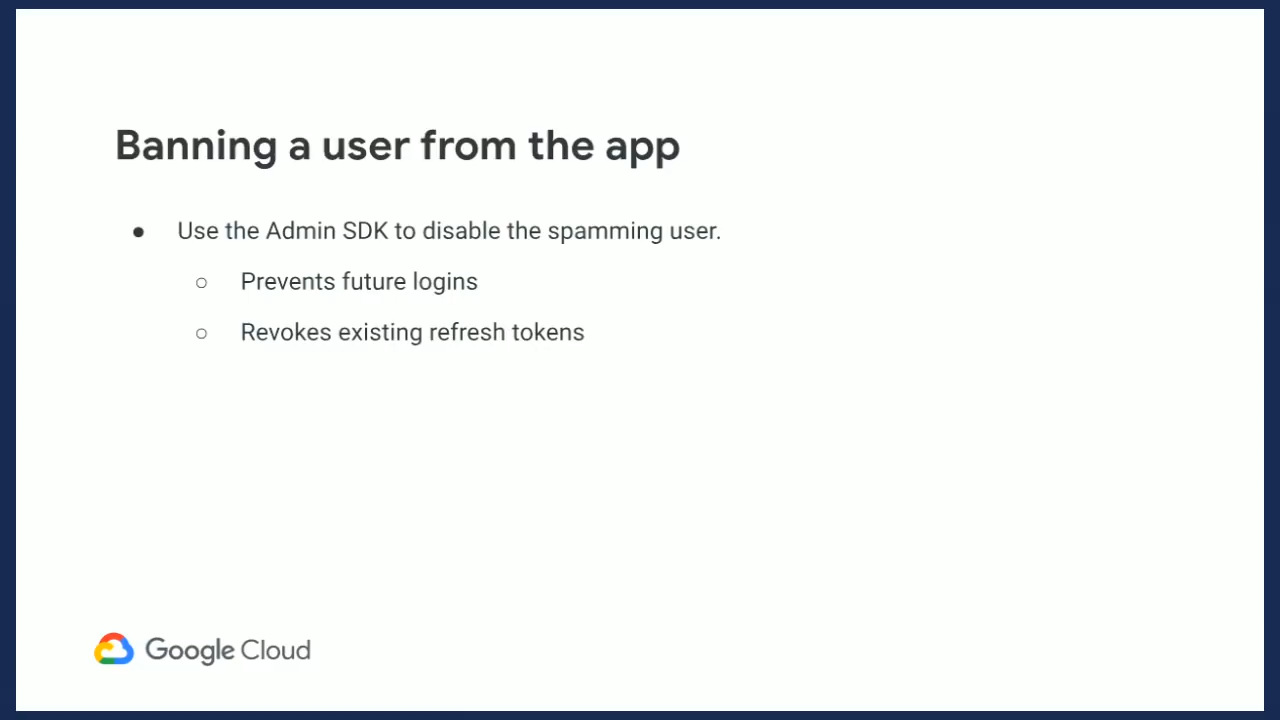 Banning a user from the app
● Use the Admin SDK to disable the spamming user.
○ Prevents future logins
○ Revokes existing refresh tokens
Google Cloud